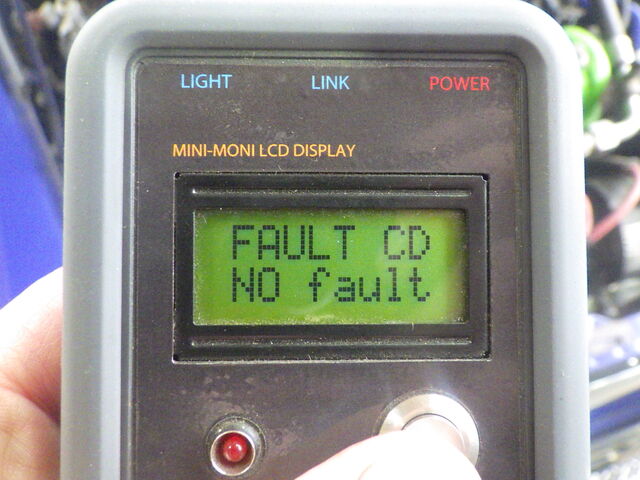 LIGHT LINK POWER
MINI-MONI LCD DISPLAY
FAULT CD
NO fault